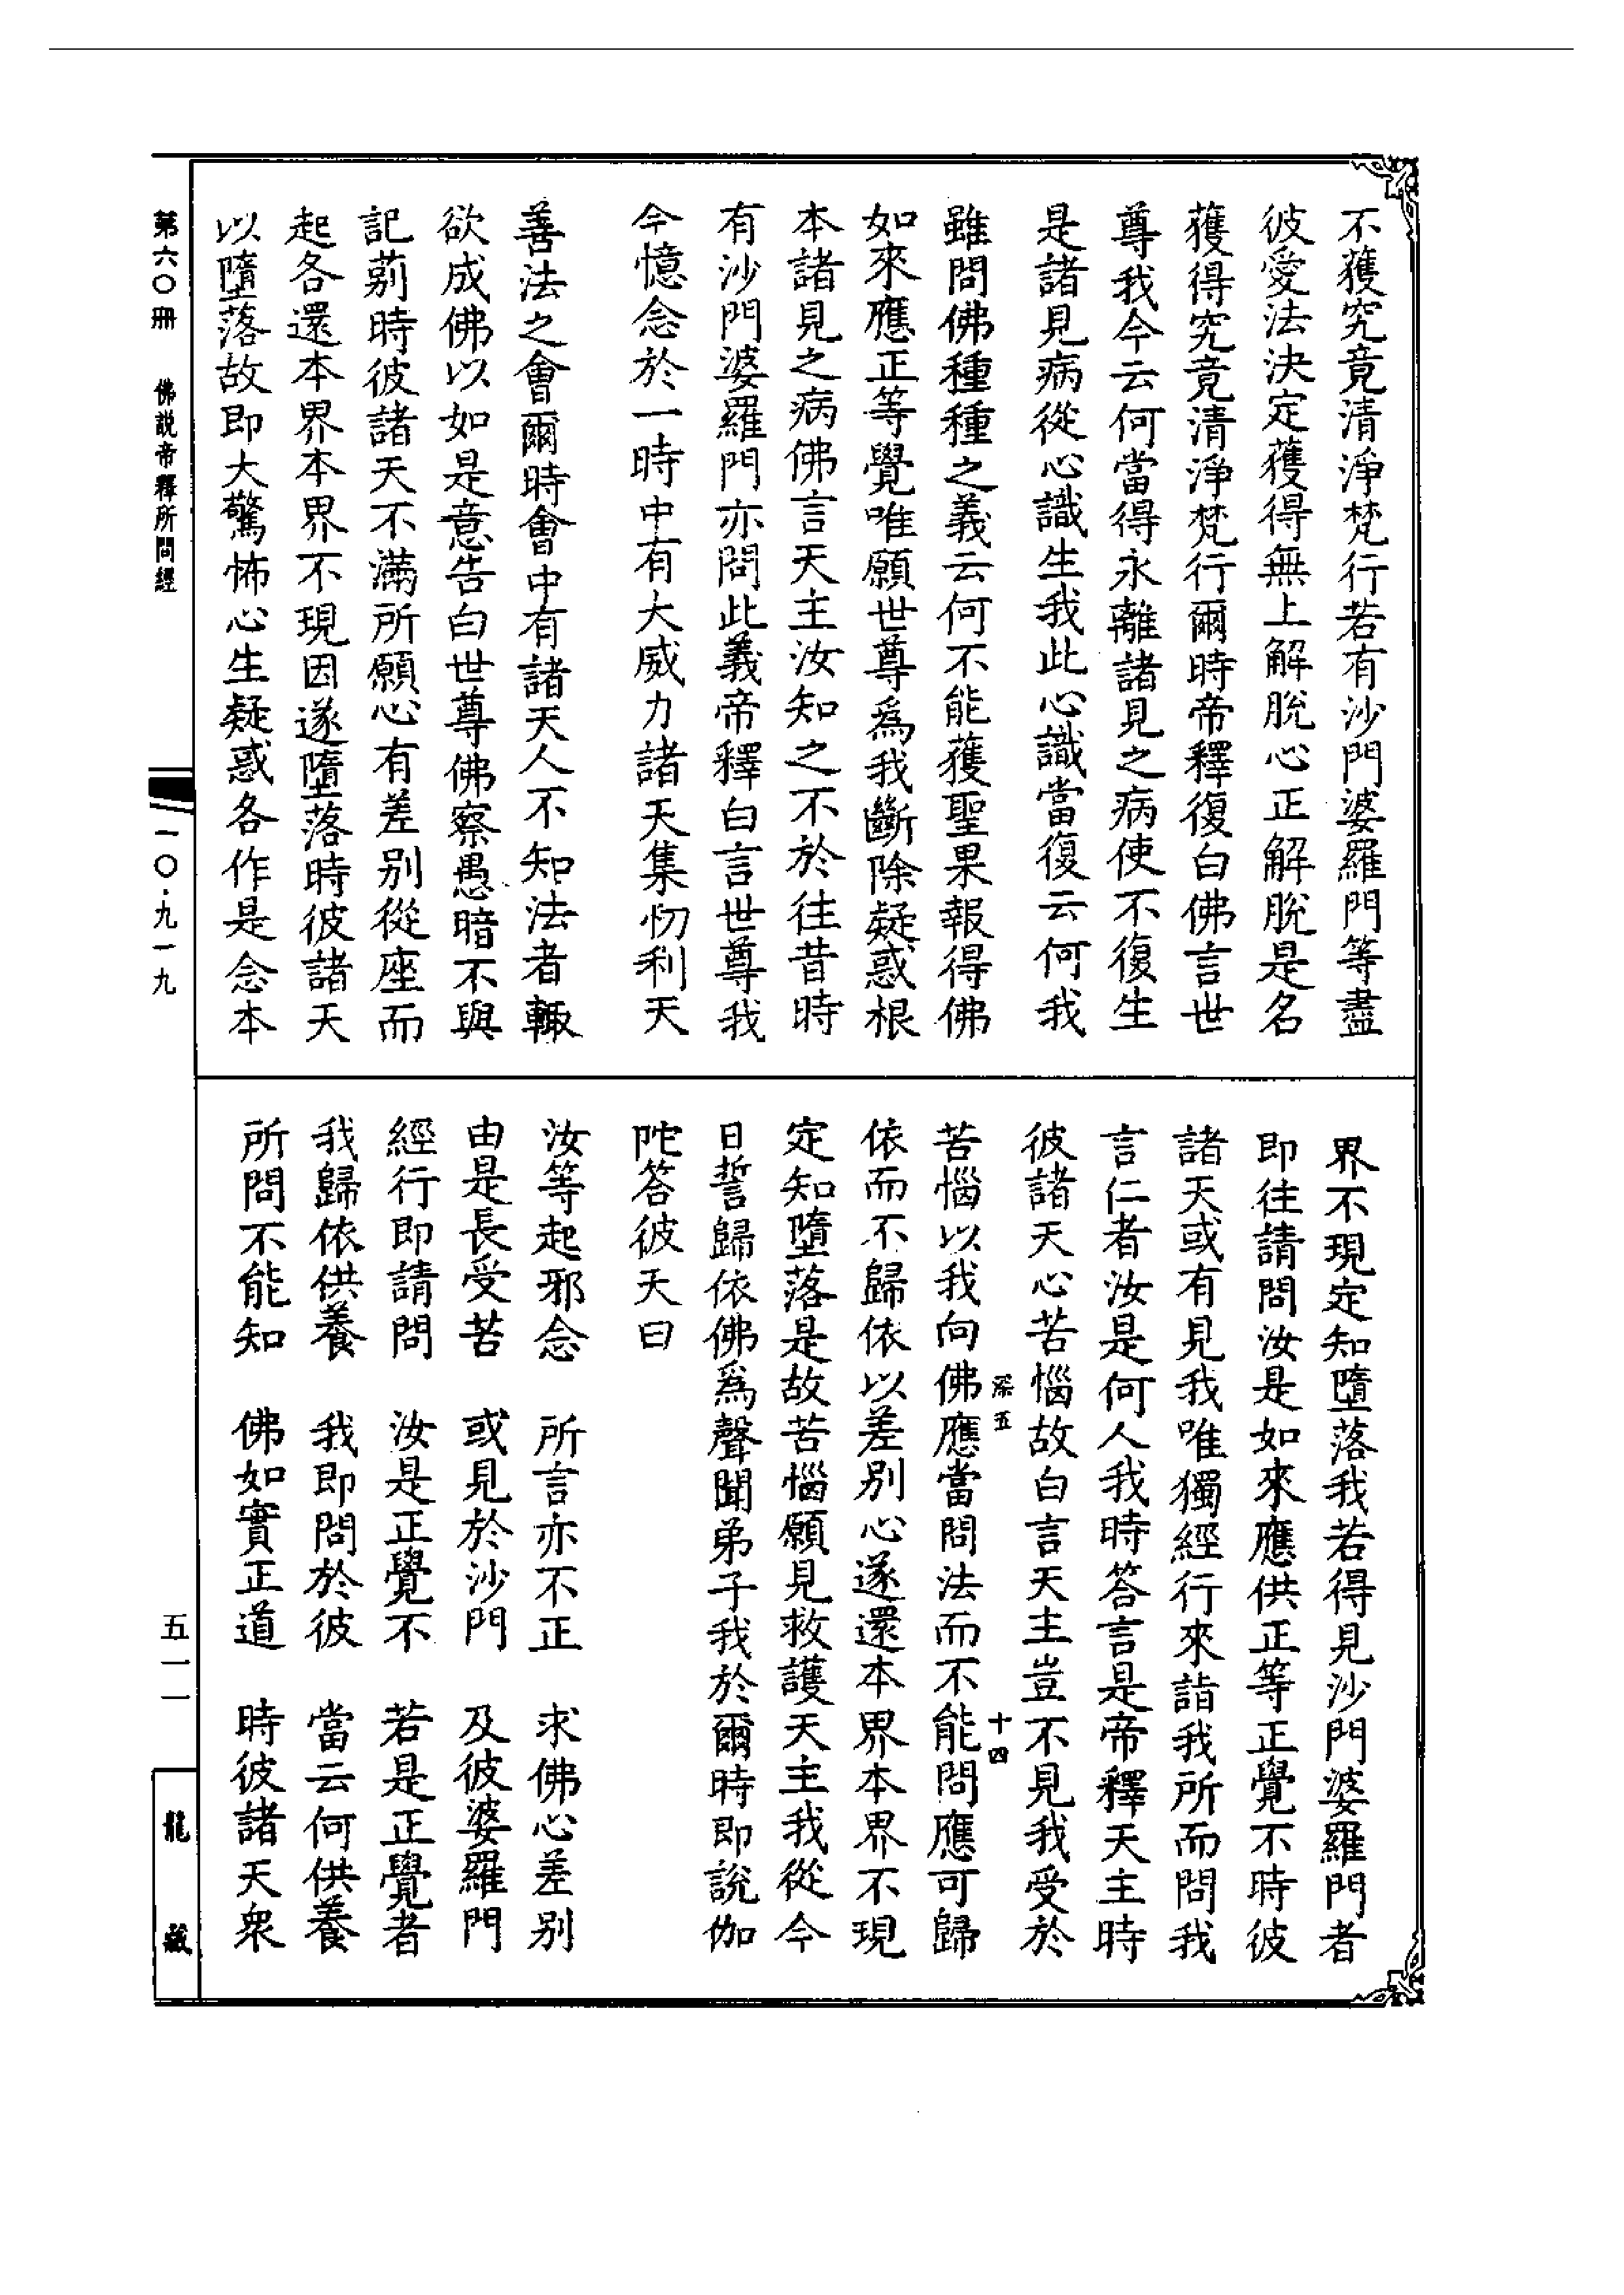 不獲究竟清淨梵行若有沙門婆羅門等盡
彼愛法決定獲得無上解脫心正解脫是名
獲得究竟清淨梵行爾時帝釋復白佛言世
尊我今云何當得永離諸見之病使不復生
是諸見病從心識生我此心識當復云何我
雖問佛種種之義云何不能獲聖果報得佛
如來應正等覺唯願世尊爲我斷除疑惑根
本諸見之病佛言天主汝知之不於往昔時
有沙門婆羅門亦問此義帝釋白言世尊我
今憶念於一時中有大威力諸天集忉利天
善法之會爾時會中有諸天人不知法者輙
欲成佛以如是意告白世尊佛察愚暗不與
記莂時彼諸天不滿所願心有差别從座而
起各還本界本界不現因遂墮落時彼諸天
以墮落故即大驚怖心生疑惑各作是念本
界不現定知墮落我若得見沙門婆羅門者
即往請問汝是如來應供正等正覺不時彼
諸天或有見我唯獨經行來詣我所而問我
言仁者汝是何人我時答言是帝釋天主時
彼諸天心苦惱故白言天主豈不見我受於
深五 十四
苦惱以我向佛應當問法而不能問應可歸
依而不歸依以差别心遂還本界本界不現
定知墮落是故苦惱願見救護天主我從今
日誓歸依佛爲聲聞弟子我於爾時即說伽
陀答彼天曰
汝等起邪念 所言亦不正 求佛心差别
由是長受苦 或見於沙門 及彼婆羅門
經行即請問 汝是正覺不 若是正覺者
我歸依供養 我即問於彼 當云何供養
所問不能知 佛如實正道 時彼諸天衆
第六〇冊 佛説帝釋所問經
一〇·九一九
五一一
龍藏